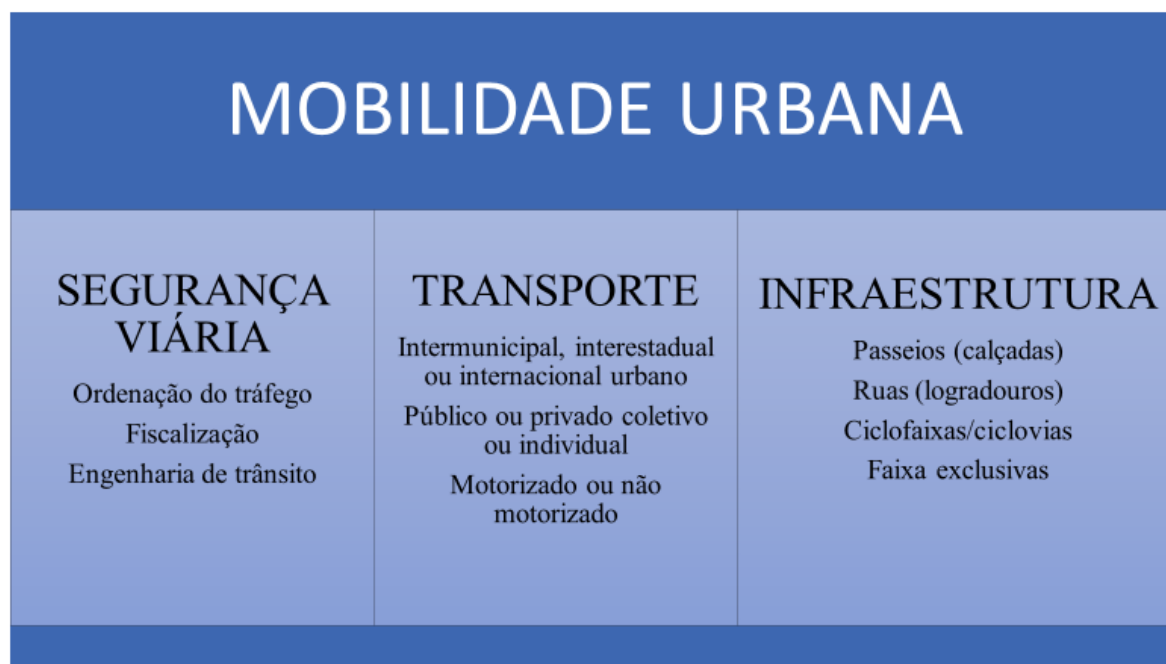 MOBILIDADE URBANA
SEGURANÇA
VIÁRIA
Ordenação do tráfego
Fiscalização
Engenharia de trânsito
TRANSPORTE
Intermunicipal, interestadual
ou internacional urbano
Público ou privado coletivo
ou individual
Motorizado ou não
motorizado
INFRAESTRUTURA
Passeios (calçadas)
Ruas (logradouros)
Ciclofaixas/ciclovias
Faixa exclusivas